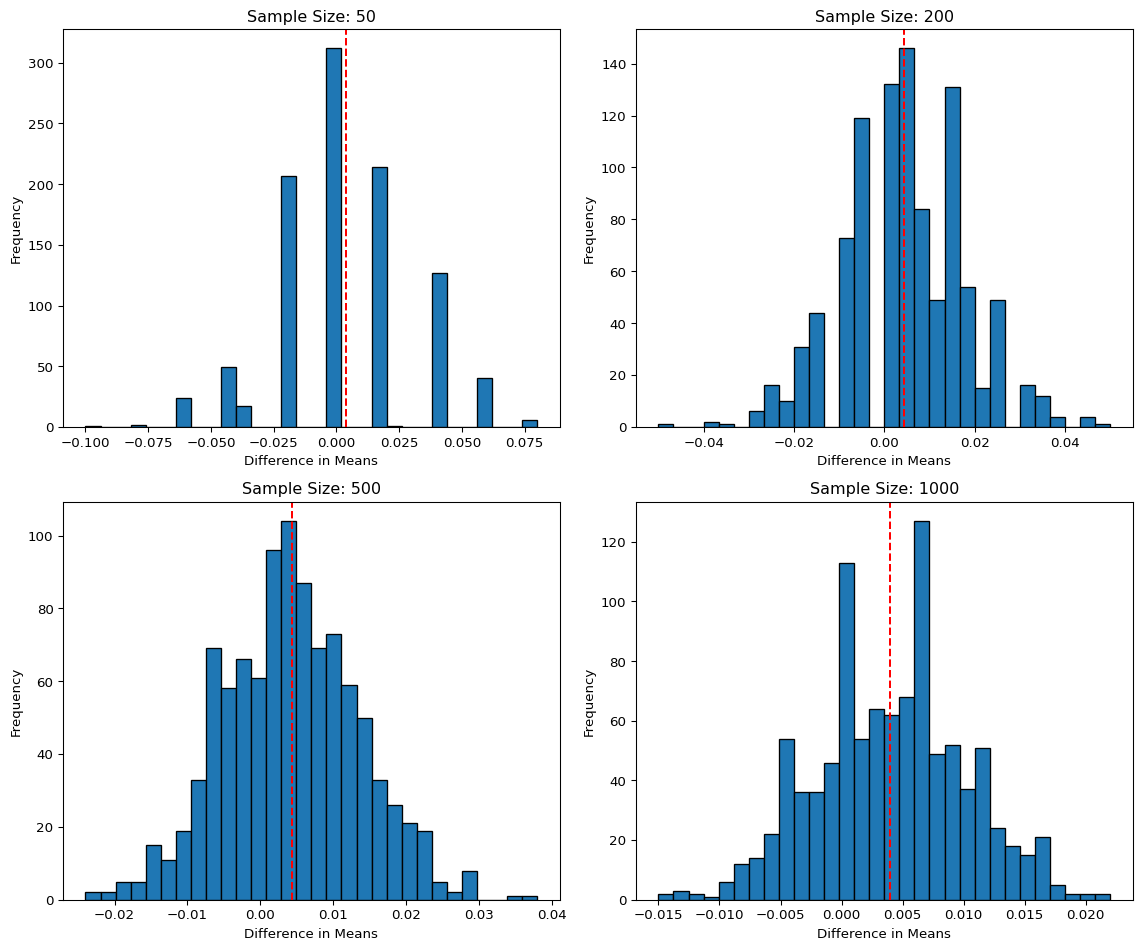 Sample Size: 50
Frequency
300
250
200
150
100
50
0
−0.100 −0.075 −0.050 −0.025 0.000 0.025 0.050 0.075
Difference in Means
Sample Size: 200
Frequency
140
120
100
80
60
40
20
0
−0.04 −0.02 0.00 0.02 0.04
Difference in Means
Sample Size: 500
Frequency
100
80
60
40
20
0
−0.02 −0.01 0.00 0.01 0.02 0.03 0.04
Difference in Means
Sample Size: 1000
Frequency
120
100
80
60
40
20
0
−0.015 −0.010 −0.005 0.000 0.005 0.010 0.015 0.020
Difference in Means